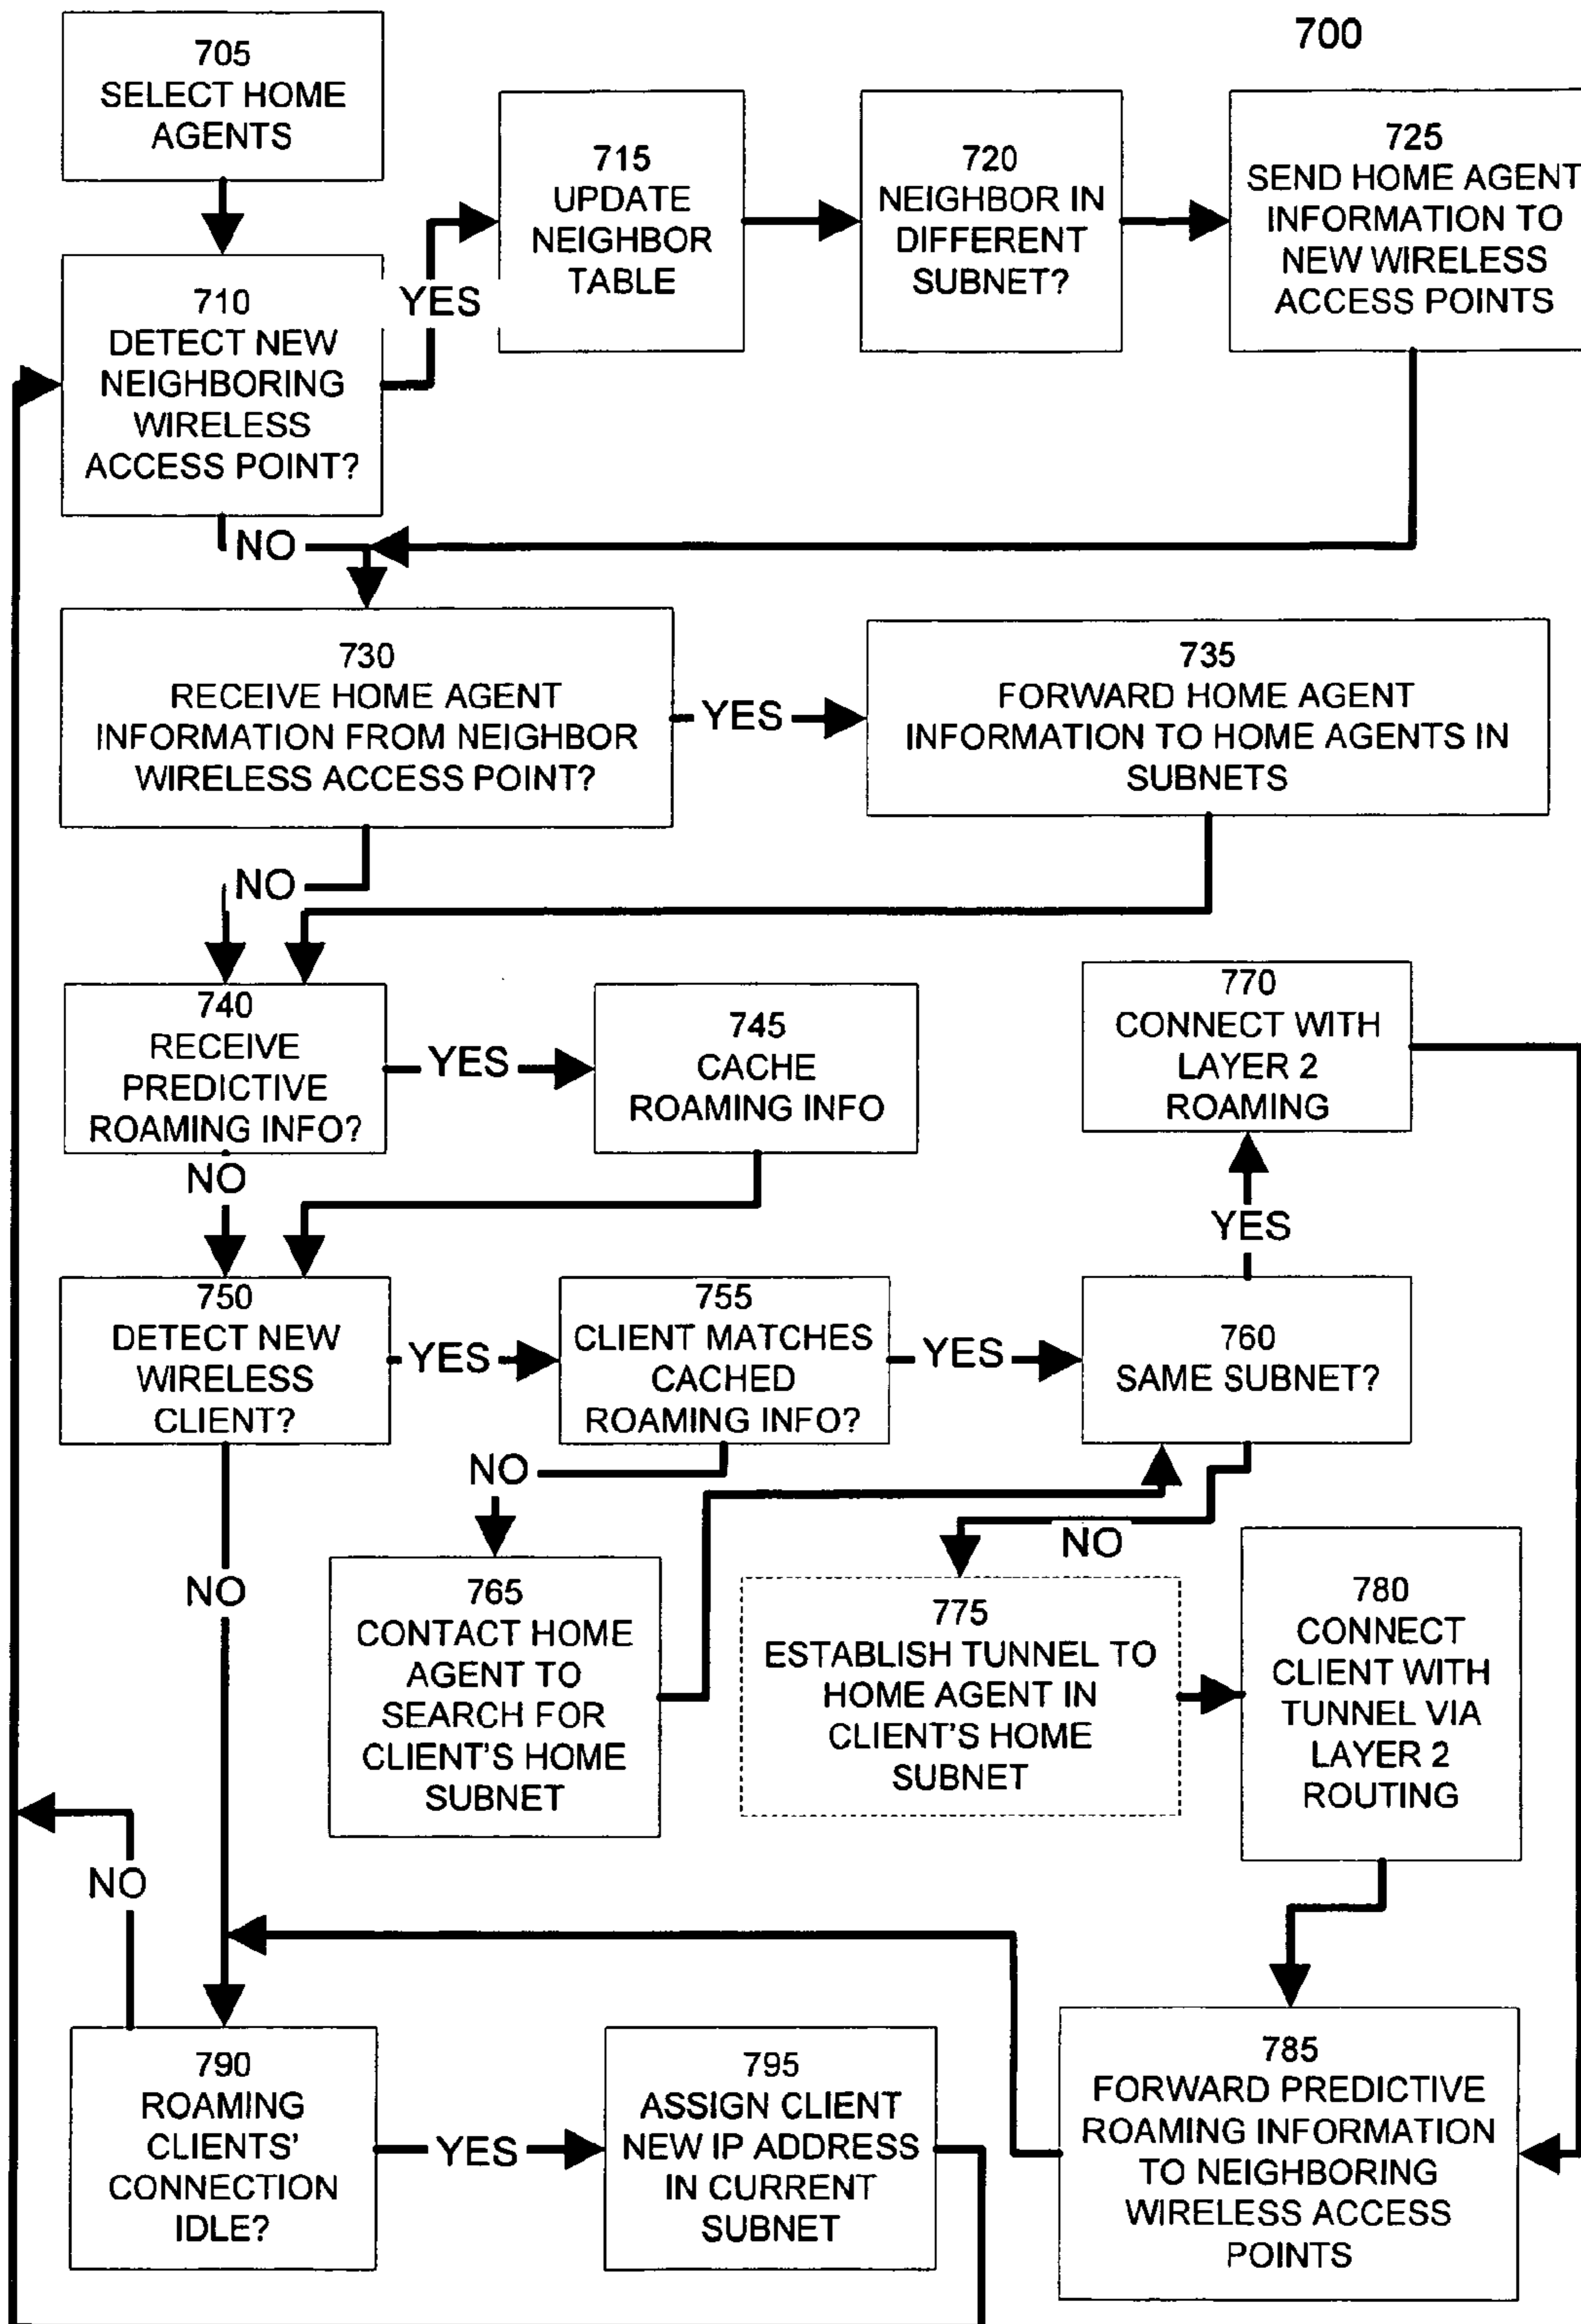 700
705
SELECT HOME
AGENTS
715
UPDATE
NEIGHBOR
TABLE
720
NEIGHBOR IN
DIFFERENT
SUBNET?
725
SEND HOME AGENT
INFORMATION TO
NEW WIRELESS
ACCESS POINTS
710
DETECT NEW
NEIGHBORING
WIRELESS
ACCESS POINT?
YES
NO
730
RECEIVE HOME AGENT
INFORMATION FROM NEIGHBOR
WIRELESS ACCESS POINT?
YES
735
FORWARD HOME AGENT
INFORMATION TO HOME AGENTS IN
SUBNETS
NO
740
RECEIVE
PREDICTIVE
ROAMING INFO?
YES
745
CACHE
ROAMING INFO
770
CONNECT WITH
LAYER 2
ROAMING
NO
YES
750
DETECT NEW
WIRELESS
CLIENT?
YES
755
CLIENT MATCHES
CACHED
ROAMING INFO?
YES
760
SAME SUBNET?
NO
NO
NO
765
CONTACT HOME
AGENT TO
SEARCH FOR
CLIENT'S HOME
SUBNET
775
ESTABLISH TUNNEL TO
HOME AGENT IN
CLIENT'S HOME
SUBNET
780
CONNECT
CLIENT WITH
TUNNEL VIA
LAYER 2
ROUTING
NO
790
ROAMING
CLIENTS'
CONNECTION
IDLE?
YES
795
ASSIGN CLIENT
NEW IP ADDRESS
IN CURRENT
SUBNET
785
FORWARD PREDICTIVE
ROAMING INFORMATION
TO NEIGHBORING
WIRELESS ACCESS
POINTS